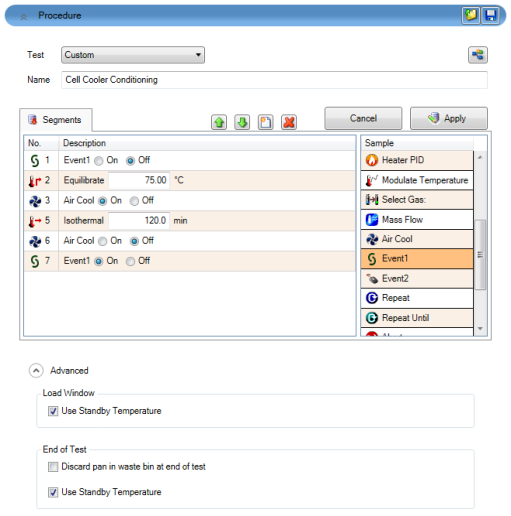 Procedure
Test Custom
Name Cell Cooler Conditioning
Segments Cancel Apply
No. Description Sample
1 Event1 On Off
2 Equilibrate 75.00 °C
3 Air Cool On Off
5 Isothermal 120.0 min
6 Air Cool On Off
7 Event1 On Off
Heater PID
Modulate Temperature
Select Gas:
Mass Flow
Air Cool
Event1
Event2
Repeat
Repeat Until
Advanced
Load Window
Use Standby Temperature
End of Test
Discard pan in waste bin at end of test
Use Standby Temperature